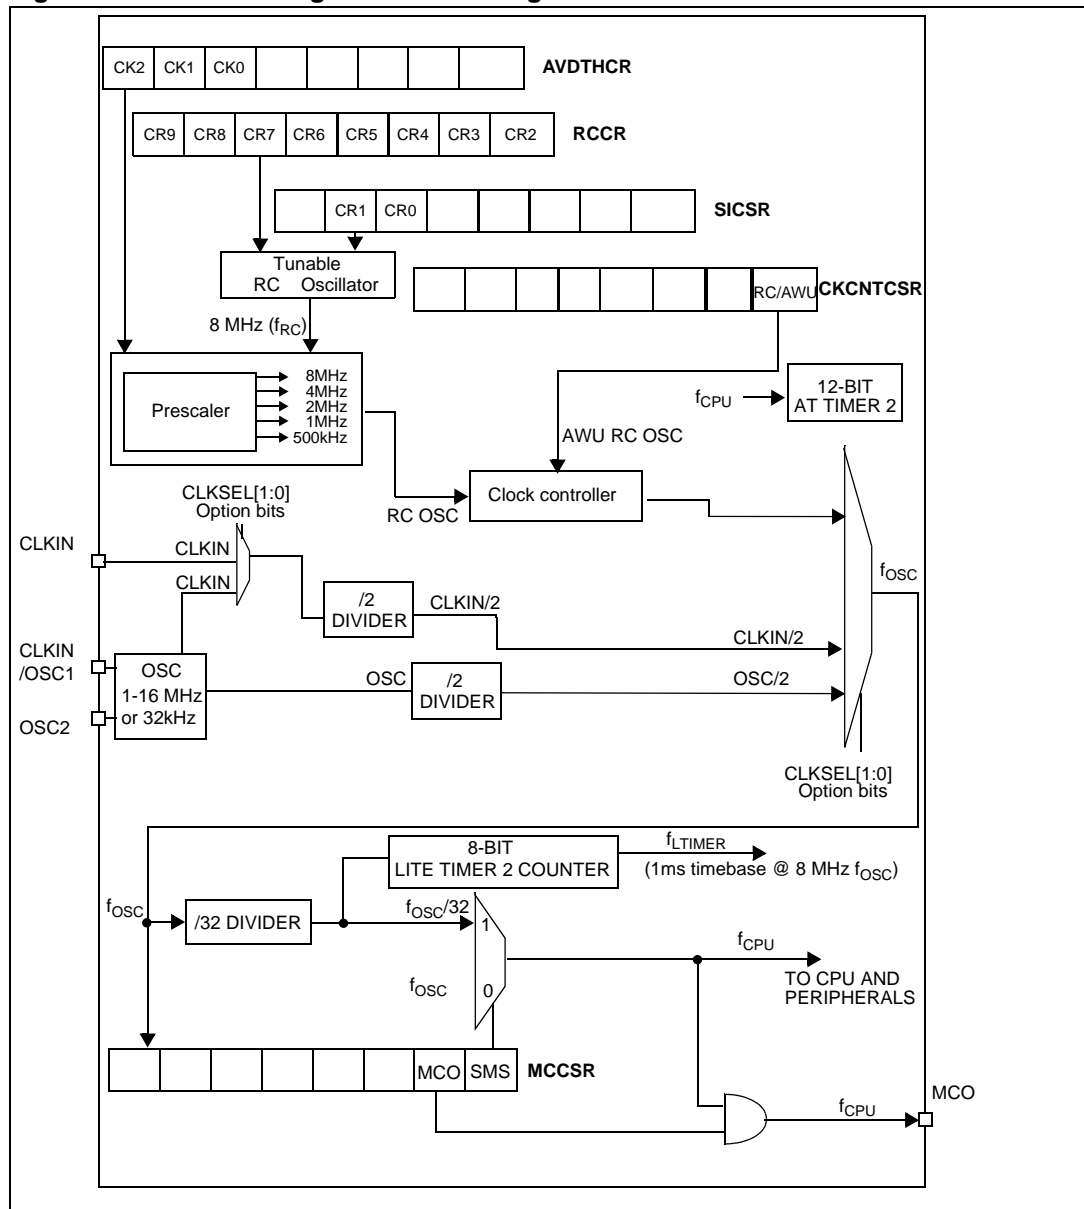 CK2 CK1 CK0 AVDTHCR
CR9 CR8 CR7 CR6 CR5 CR4 CR3 CR2 RCCR
CR1 CR0 SICSR
Tunable
RC Oscillator
RC/AWU CKCNTCSR
8 MHz (fRC)
Prescaler
8MHz
4MHz
2MHz
1MHz
500kHz
fCPU
12-BIT
AT TIMER 2
AWU RC OSC
RC OSC
Clock controller
CLKSEL[1:0]
Option bits
CLKIN
CLKIN
CLKIN
/2
DIVIDER
CLKIN/2
CLKIN/2
fOSC
CLKIN
/OSC1
OSC2
OSC
1-16 MHz
or 32kHz
OSC
/2
DIVIDER
OSC/2
CLKSEL[1:0]
Option bits
8-BIT
LITE TIMER 2 COUNTER
fLTIMER
(1ms timebase @ 8 MHz fOSC)
fOSC
/32 DIVIDER
fOSC/32
1
fOSC
0
fCPU
TO CPU AND
PERIPHERALS
MCO SMS MCCSR
fCPU
MCO